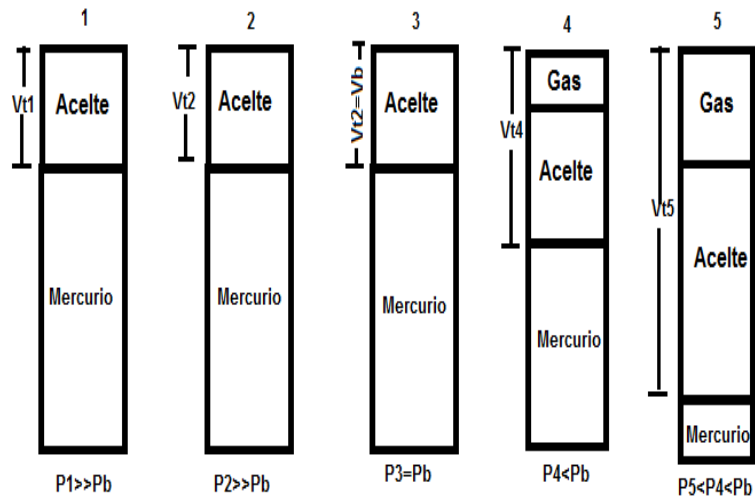 1
2
3
4
5
Vt1
Acelte
Vt2
Acelte
Vt2=Vb
Acelte
Gas
Vt4
Acelte
Gas
Vt5
Acelte
Mercurio
Mercurio
Mercurio
Mercurio
Mercurio
P1>>Pb
P2>>Pb
P3=Pb
P4<Pb
P5<P4<Pb